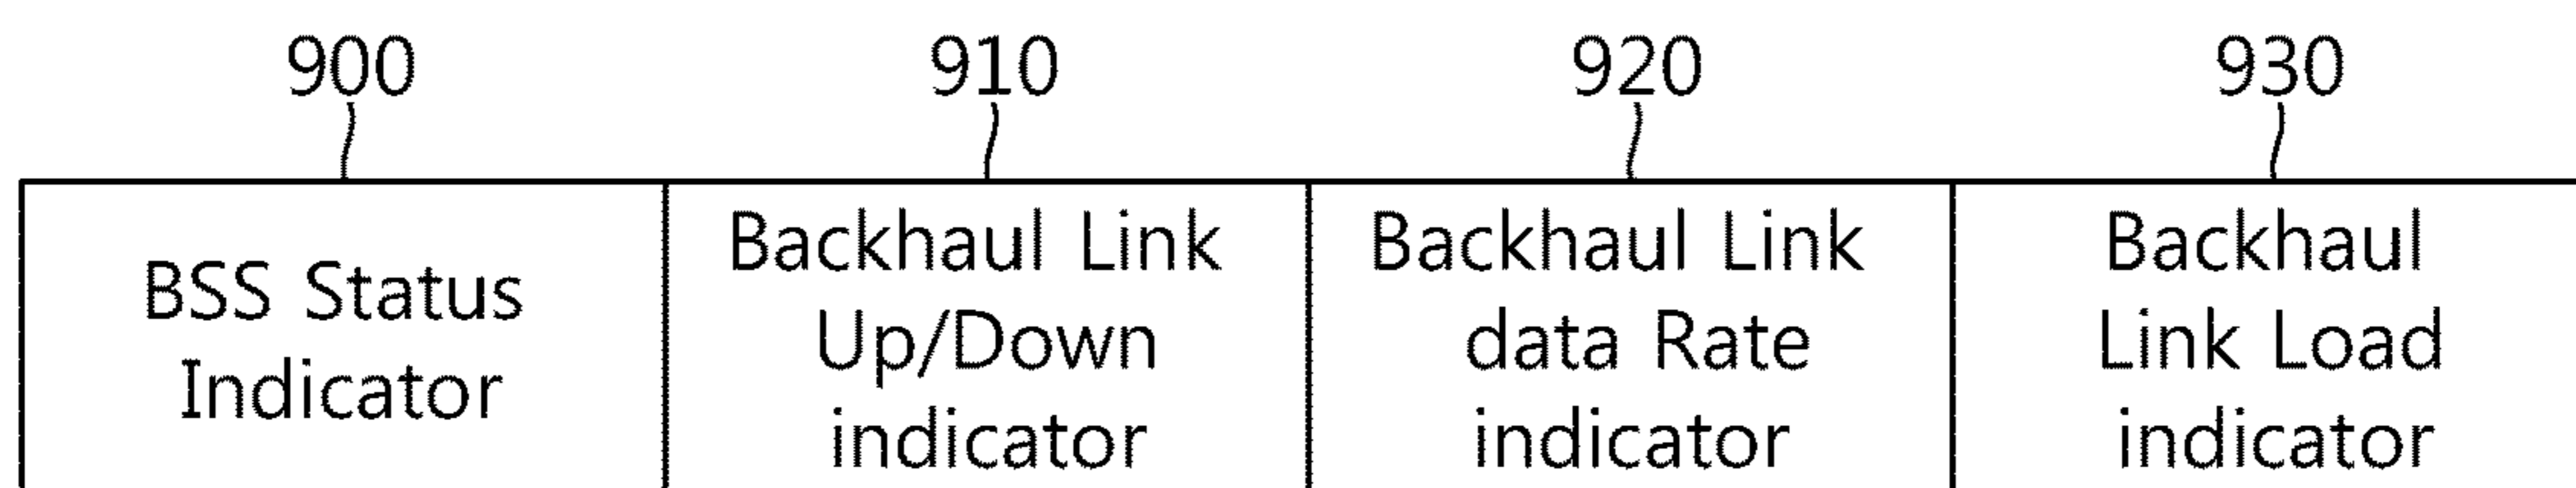 900 910 920 930
BSS Status
Indicator
Backhaul Link
Up/Down
indicator
Backhaul Link
data Rate
indicator
Backhaul
Link Load
indicator